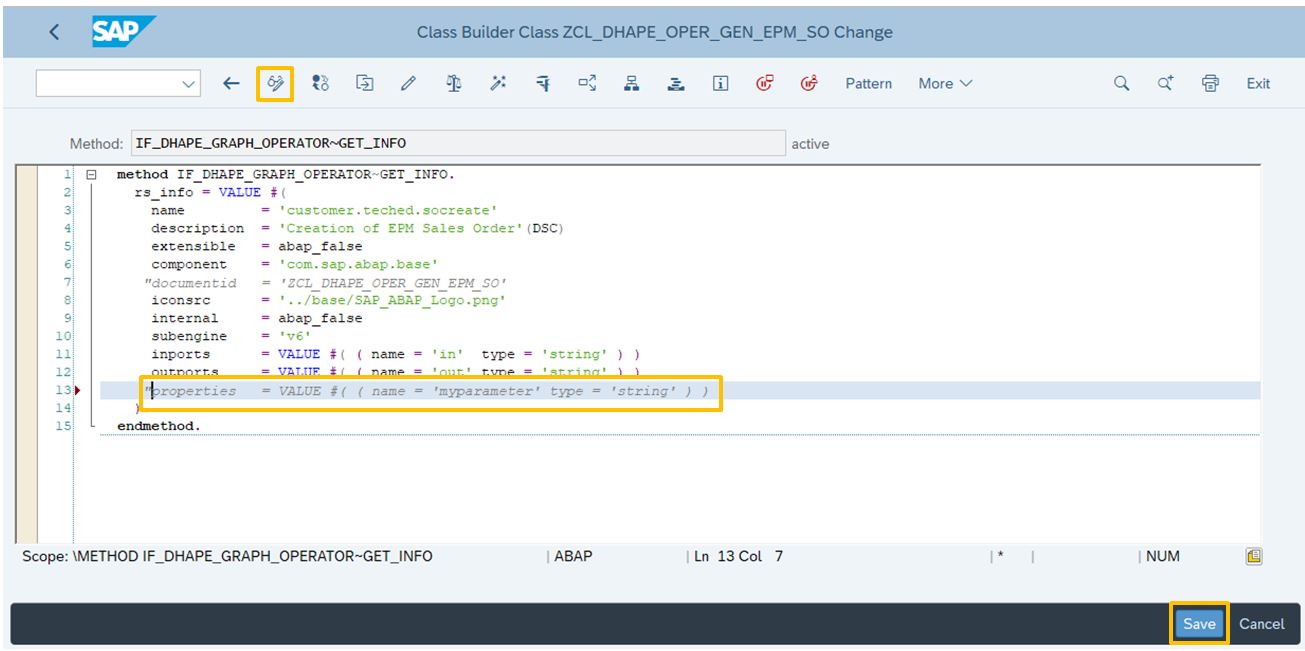 SAP Class Builder Class ZCL_DHAPE_OPER_GEN_EPM_SO Change
Pattern More Exit
Method: IF_DHAPE_GRAPH_OPERATOR~GET_INFO active
1 method IF_DHAPE_GRAPH_OPERATOR~GET_INFO.
2 rs_info = VALUE #(
3 name = 'customer.teched.socreate'
4 description = 'Creation of EPM Sales Order'(DSC)
5 extensible = abap_false
6 component = 'com.sap.abap.base'
7 "documentid = 'ZCL_DHAPE_OPER_GEN_EPM_SO'
8 iconsrc = '../base/SAP_ABAP_Logo.png'
9 internal = abap_false
10 subengine = 'v6'
11 inports = VALUE #( ( name = 'in' type = 'string' ) )
12 outports = VALUE #( ( name = 'out' type = 'string' ) )
13 "properties = VALUE #( ( name = 'myparameter' type = 'string' ) )
14 )
15 endmethod.
Scope: \METHOD IF_DHAPE_GRAPH_OPERATOR~GET_INFO | ABAP | Ln 13 Col 7 | * | | NUM
Save Cancel